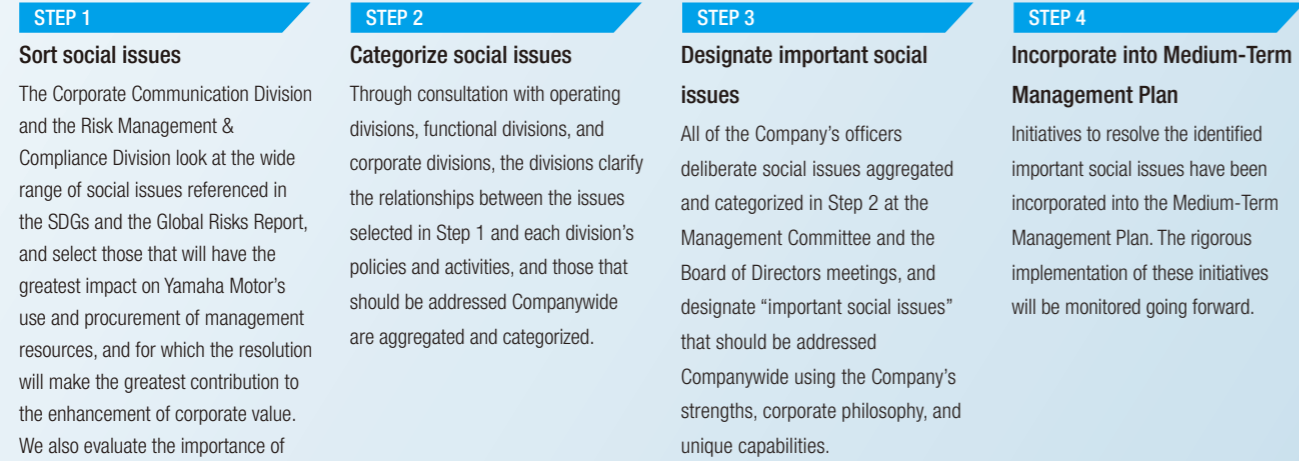 STEP 1
Sort social issues
The Corporate Communication Division
and the Risk Management &
Compliance Division look at the wide
range of social issues referenced in
the SDGs and the Global Risks Report,
and select those that will have the
greatest impact on Yamaha Motor's
use and procurement of management
resources, and for which the resolution
will make the greatest contribution to
the enhancement of corporate value.
We also evaluate the importance of
STEP 2
Categorize social issues
Through consultation with operating
divisions, functional divisions, and
corporate divisions, the divisions clarify
the relationships between the issues
selected in Step 1 and each division's
policies and activities, and those that
should be addressed Companywide
are aggregated and categorized.
STEP 3
Designate important social
issues
All of the Company's officers
deliberate social issues aggregated
and categorized in Step 2 at the
Management Committee and the
Board of Directors meetings, and
designate “important social issues”
that should be addressed
Companywide using the Company's
strengths, corporate philosophy, and
unique capabilities.
STEP 4
Incorporate into Medium-Term
Management Plan
Initiatives to resolve the identified
important social issues have been
incorporated into the Medium-Term
Management Plan. The rigorous
implementation of these initiatives
will be monitored going forward.